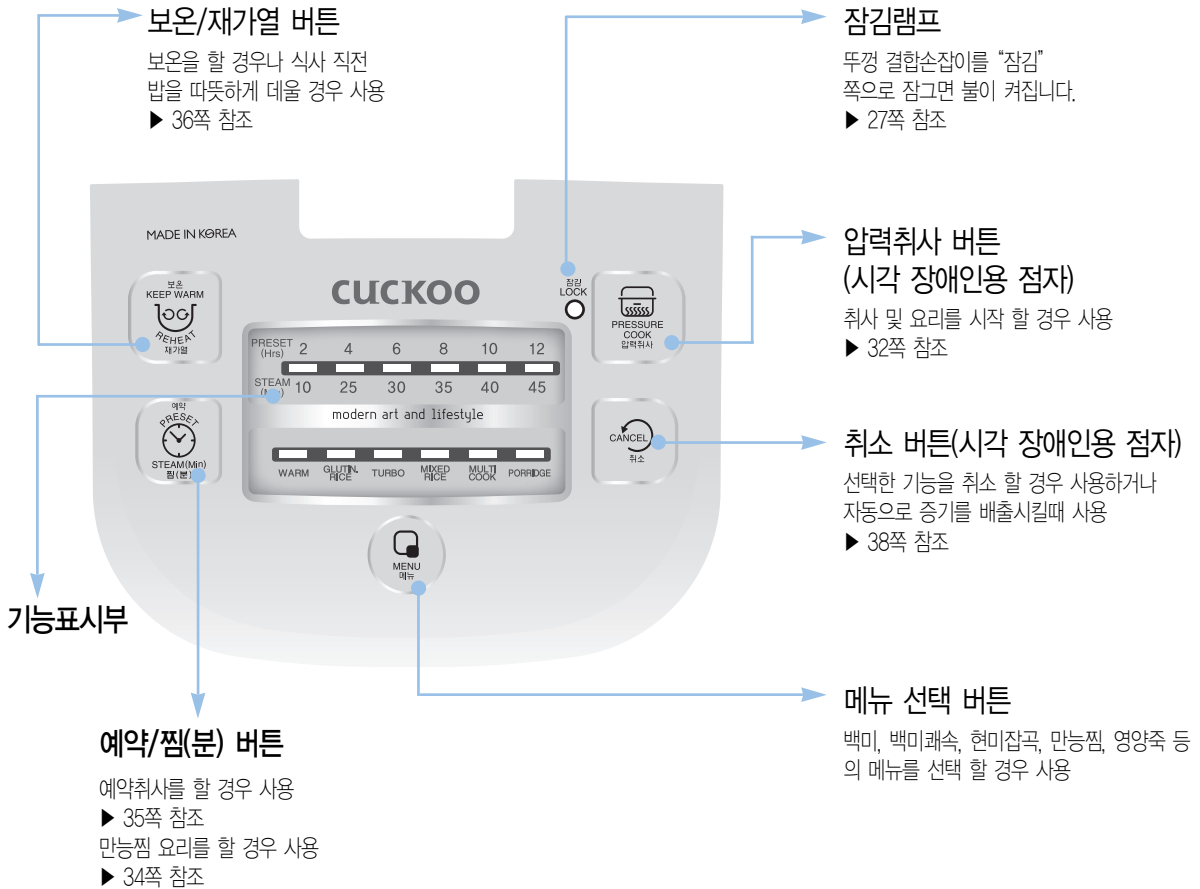 보온/재가열 버튼
보온을 할 경우나 식사 직전
밥을 따뜻하게 데울 경우 사용
▶ 36쪽 참조
잠김램프
뚜껑 결합손잡이를 “잠김”
쪽으로 잠그면 불이 켜집니다.
▶ 27쪽 참조
압력취사 버튼
(시각 장애인용 점자)
취사 및 요리를 시작 할 경우 사용
▶ 32쪽 참조
취소 버튼(시각 장애인용 점자)
선택한 기능을 취소 할 경우 사용하거나
자동으로 증기를 배출시킬때 사용
▶ 38쪽 참조
MADE IN KOREA
보온
KEEP WARM
REHEAT
재가열
CUCKOO
잠김
LOCK
PRESSURE
COOK
압력취사
PRESET
(Hrs) 2 4 6 8 10 12
STEAM
10 25 30 35 40 45
modern art and lifestyle
WARM
GLUTIN.
RICE
TURBO
MIXED
RICE
MULTI
COOK
PORRIDGE
예약
PRESET
STEAM(Min)
찜(분)
CANCEL
취소
MENU
메뉴
기능표시부
예약/찜(분) 버튼
예약취사를 할 경우 사용
▶ 35쪽 참조
만능찜 요리를 할 경우 사용
▶ 34쪽 참조
메뉴 선택 버튼
백미, 백미쾌속, 현미잡곡, 만능찜, 영양죽 등
의 메뉴를 선택 할 경우 사용